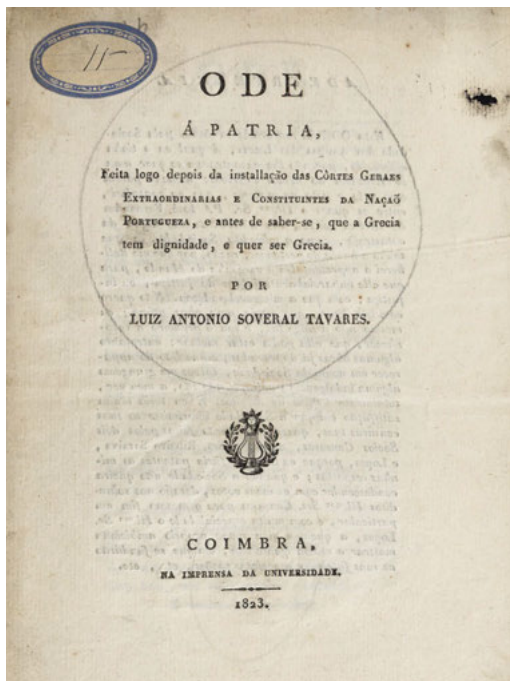 11-
ODE
Á PATRIA,
Feita logo depois da installação das Côrtes Geraes
Extraordinarias e Constituintes da Naçaõ
Portugueza, e antes de saber-se, que a Grecia
tem dignidade, e quer ser Grecia.
POR
LUIZ ANTONIO SOVERAL TAVARES.
COIMBRA,
NA IMPRENSA DA UNIVERSIDADE.
1823.